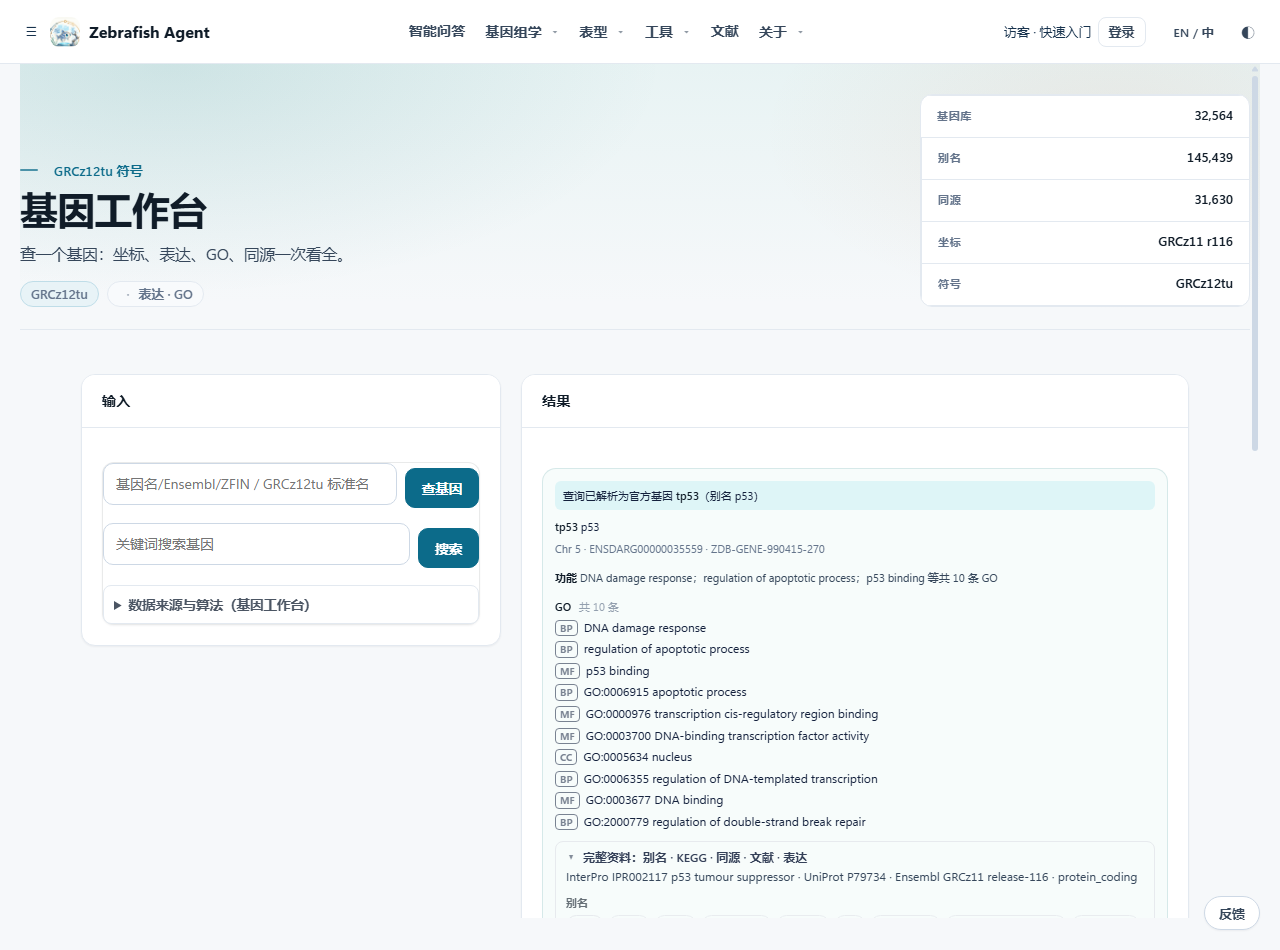 ☰ Zebrafish Agent 智能问答 基因组学 表型 工具 文献 关于 访客 · 快速入门 登录 EN / 中
GRCz12tu 符号
基因工作台
查一个基因：坐标、表达、GO、同源一次看全。
GRCz12tu · 表达 · GO
基因库 32,564
别名 145,439
同源 31,630
坐标 GRCz11 r116
符号 GRCz12tu
输入
基因名/Ensembl/ZFIN / GRCz12tu 标准名 查基因
关键词搜索基因 搜索
▶ 数据来源与算法（基因工作台）
结果
查询已解析为官方基因 tp53（别名 p53）
tp53 p53
Chr 5 · ENSDARG00000035559 · ZDB-GENE-990415-270
功能 DNA damage response；regulation of apoptotic process；p53 binding 等共 10 条 GO
GO 共 10 条
BP DNA damage response
BP regulation of apoptotic process
MF p53 binding
BP GO:0006915 apoptotic process
MF GO:0000976 transcription cis-regulatory region binding
MF GO:0003700 DNA-binding transcription factor activity
CC GO:0005634 nucleus
BP GO:0006355 regulation of DNA-templated transcription
MF GO:0003677 DNA binding
BP GO:2000779 regulation of double-strand break repair
▼ 完整资料：别名 · KEGG · 同源 · 文献 · 表达
InterPro IPR002117 p53 tumour suppressor · UniProt P79734 · Ensembl GRCz11 release-116 · protein_coding
别名
反馈